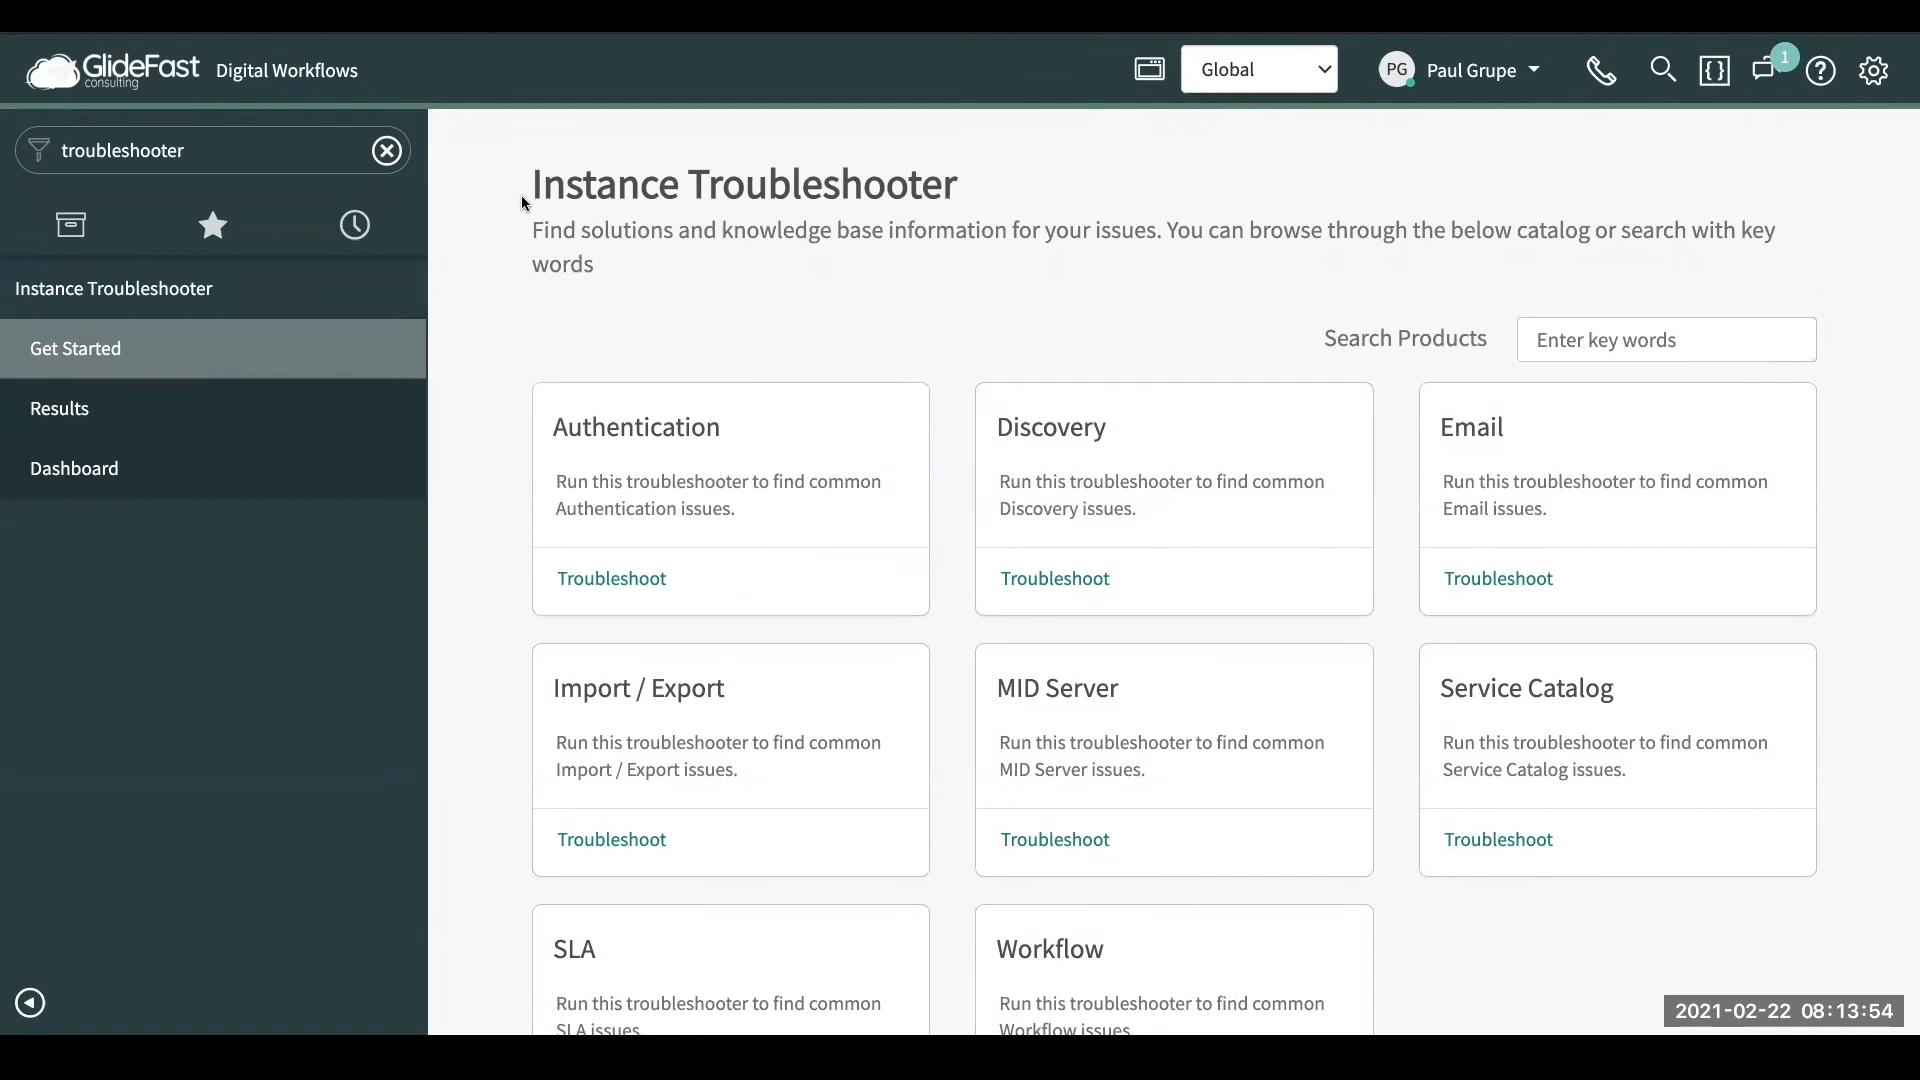 GlideFast
consulting
Digital Workflows
Global
PG
Paul Grupe
1
troubleshooter
Instance Troubleshooter
Get Started
Results
Dashboard
Instance Troubleshooter
Find solutions and knowledge base information for your issues. You can browse through the below catalog or search with key
words
Search Products
Enter key words
Authentication
Run this troubleshooter to find common
Authentication issues.
Troubleshoot
Discovery
Run this troubleshooter to find common
Discovery issues.
Troubleshoot
Email
Run this troubleshooter to find common
Email issues.
Troubleshoot
Import / Export
Run this troubleshooter to find common
Import / Export issues.
Troubleshoot
MID Server
Run this troubleshooter to find common
MID Server issues.
Troubleshoot
Service Catalog
Run this troubleshooter to find common
Service Catalog issues.
Troubleshoot
SLA
Run this troubleshooter to find common
SLA issues.
Workflow
Run this troubleshooter to find common
Workflow issues.
2021-02-22 08:13:54